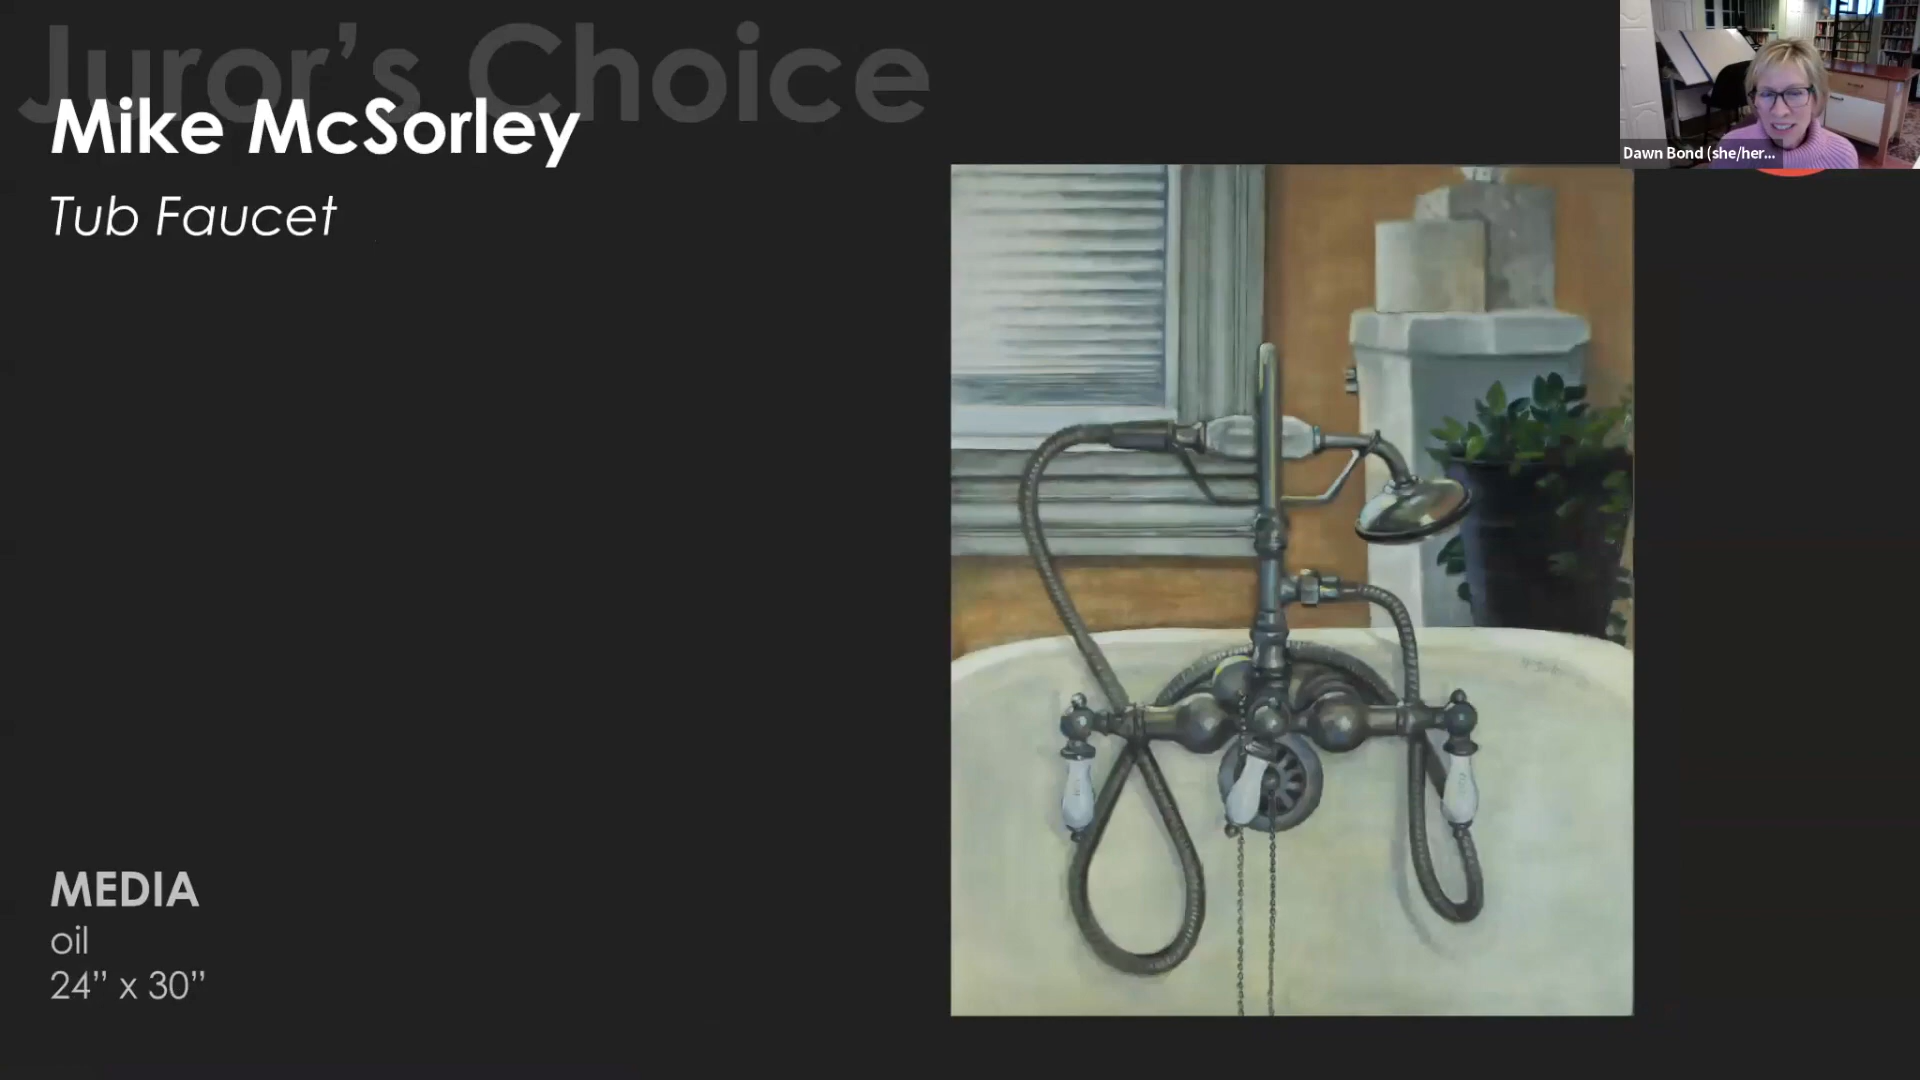 Juror’s Choice
Mike McSorley
Tub Faucet
MEDIA
oil
24” x 30”
Dawn Bond (she/her...